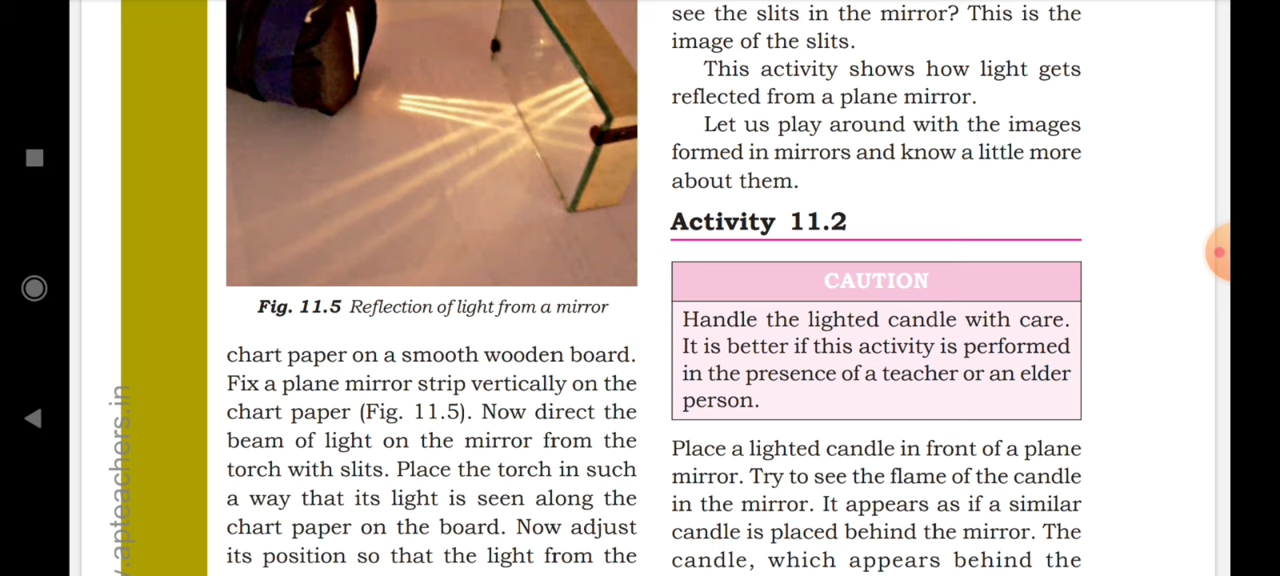 Fig. 11.5 Reflection of light from a mirror
chart paper on a smooth wooden board.
Fix a plane mirror strip vertically on the
chart paper (Fig. 11.5). Now direct the
beam of light on the mirror from the
torch with slits. Place the torch in such
a way that its light is seen along the
chart paper on the board. Now adjust
its position so that the light from the
see the slits in the mirror? This is the
image of the slits.
This activity shows how light gets
reflected from a plane mirror.
Let us play around with the images
formed in mirrors and know a little more
about them.
Activity 11.2
CAUTION
Handle the lighted candle with care.
It is better if this activity is performed
in the presence of a teacher or an elder
person.
Place a lighted candle in front of a plane
mirror. Try to see the flame of the candle
in the mirror. It appears as if a similar
candle is placed behind the mirror. The
candle, which appears behind the
.apteachers.in